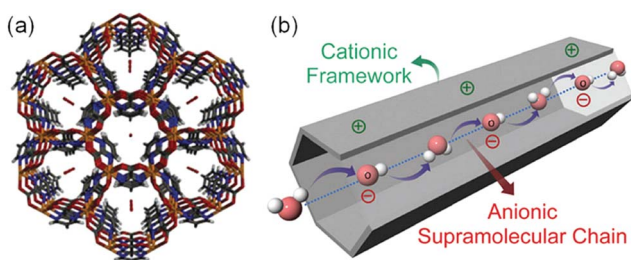 (a)
(b)
Cationic
Framework
⊕ ⊕ ⊕
O O O
⊖ ⊖ ⊖
Anionic
Supramolecular Chain